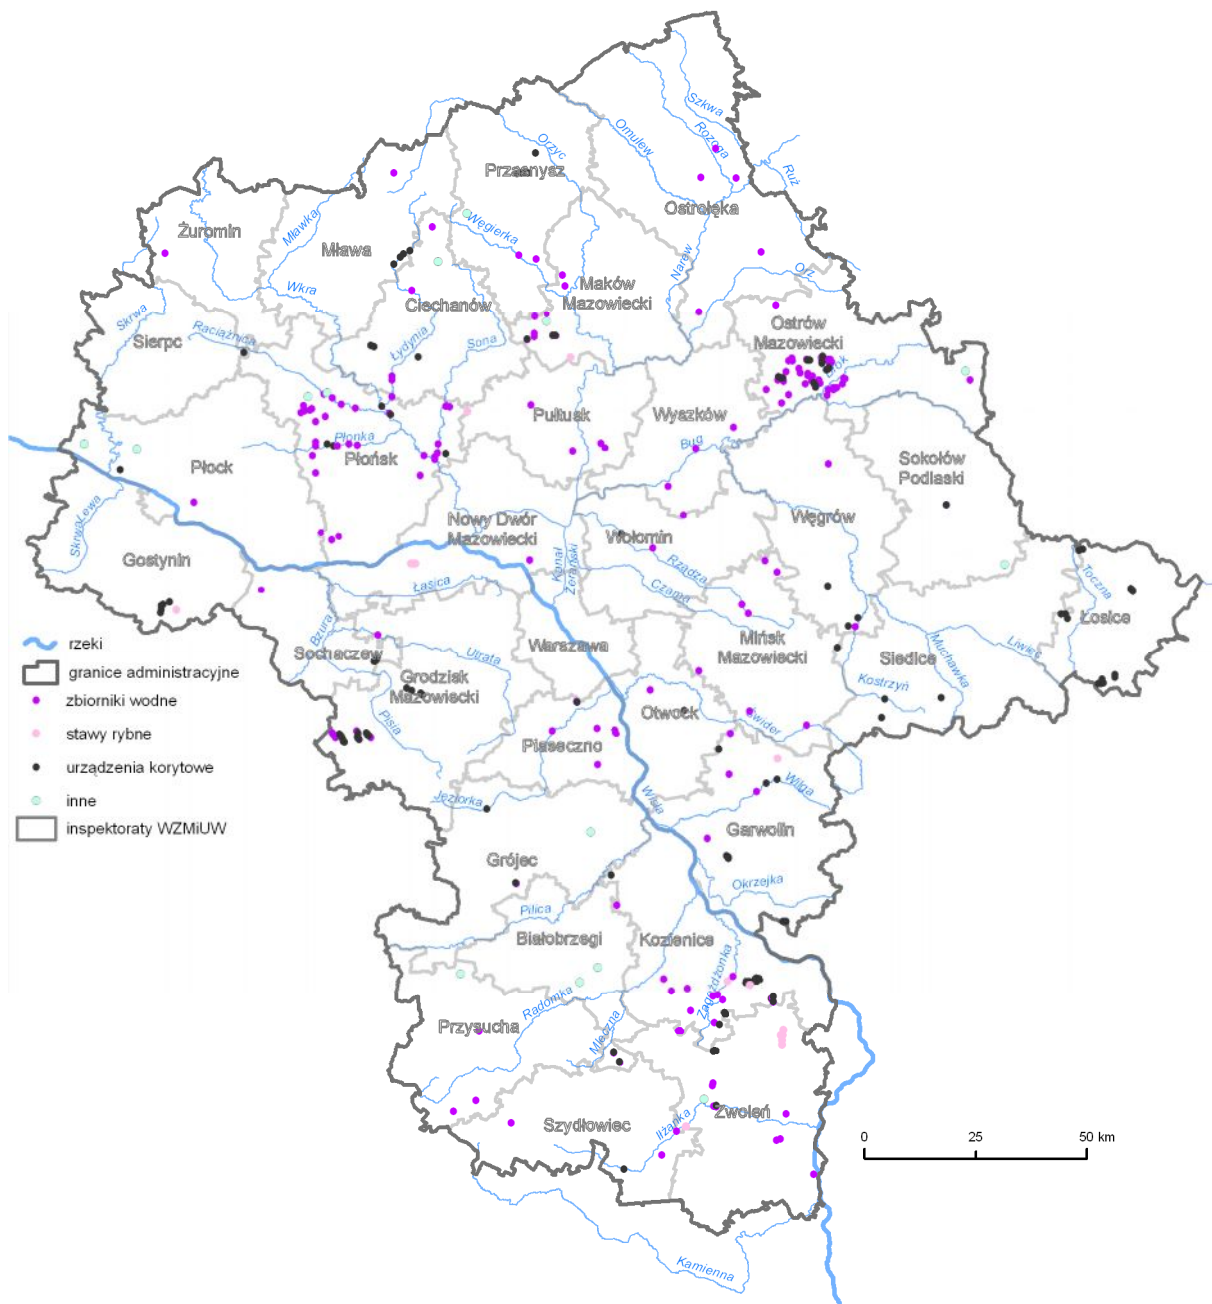 Szkwa
Rozoga
Omulew
Orzyc
Ruż
Przasnysz
Ostrołęka
Żuromin
Mławka
Mława
Węgierka
Narew
Orz
Maków
Mazowiecki
Wkra
Ciechanów
Skrwa
Sierpc
Raciążnica
Łydynia
Sona
Ostrów
Mazowiecki
Brok
Pułtusk
Wyszków
Płonka
Płońsk
Płock
Bug
Sokołów
Podlaski
Skrwa Lewa
Gostynin
Nowy Dwór
Mazowiecki
Kanał
Żerański
Wołomin
Węgrów
Rządza
Czarna
Łasica
Toczna
Łosice
Bzura
Sochaczew
Utrata
Warszawa
Mińsk
Mazowiecki
Siedlce
Muchawka
Liwiec
Kostrzyń
Grodzisk
Mazowiecki
Pisia
Otwock
Świder
Piaseczno
Jeziorka
Wisła
Wilga
Garwolin
Grójec
Okrzejka
Pilica
Białobrzegi
Kozienice
Zagożdżonka
Radomka
Przysucha
Mleczna
Szydłowiec
Iłżanka
Zwoleń
Kamienna
rzeki
granice administracyjne
zbiorniki wodne
stawy rybne
urządzenia korytowe
inne
inspektoraty WZMiUW
0 25 50 km